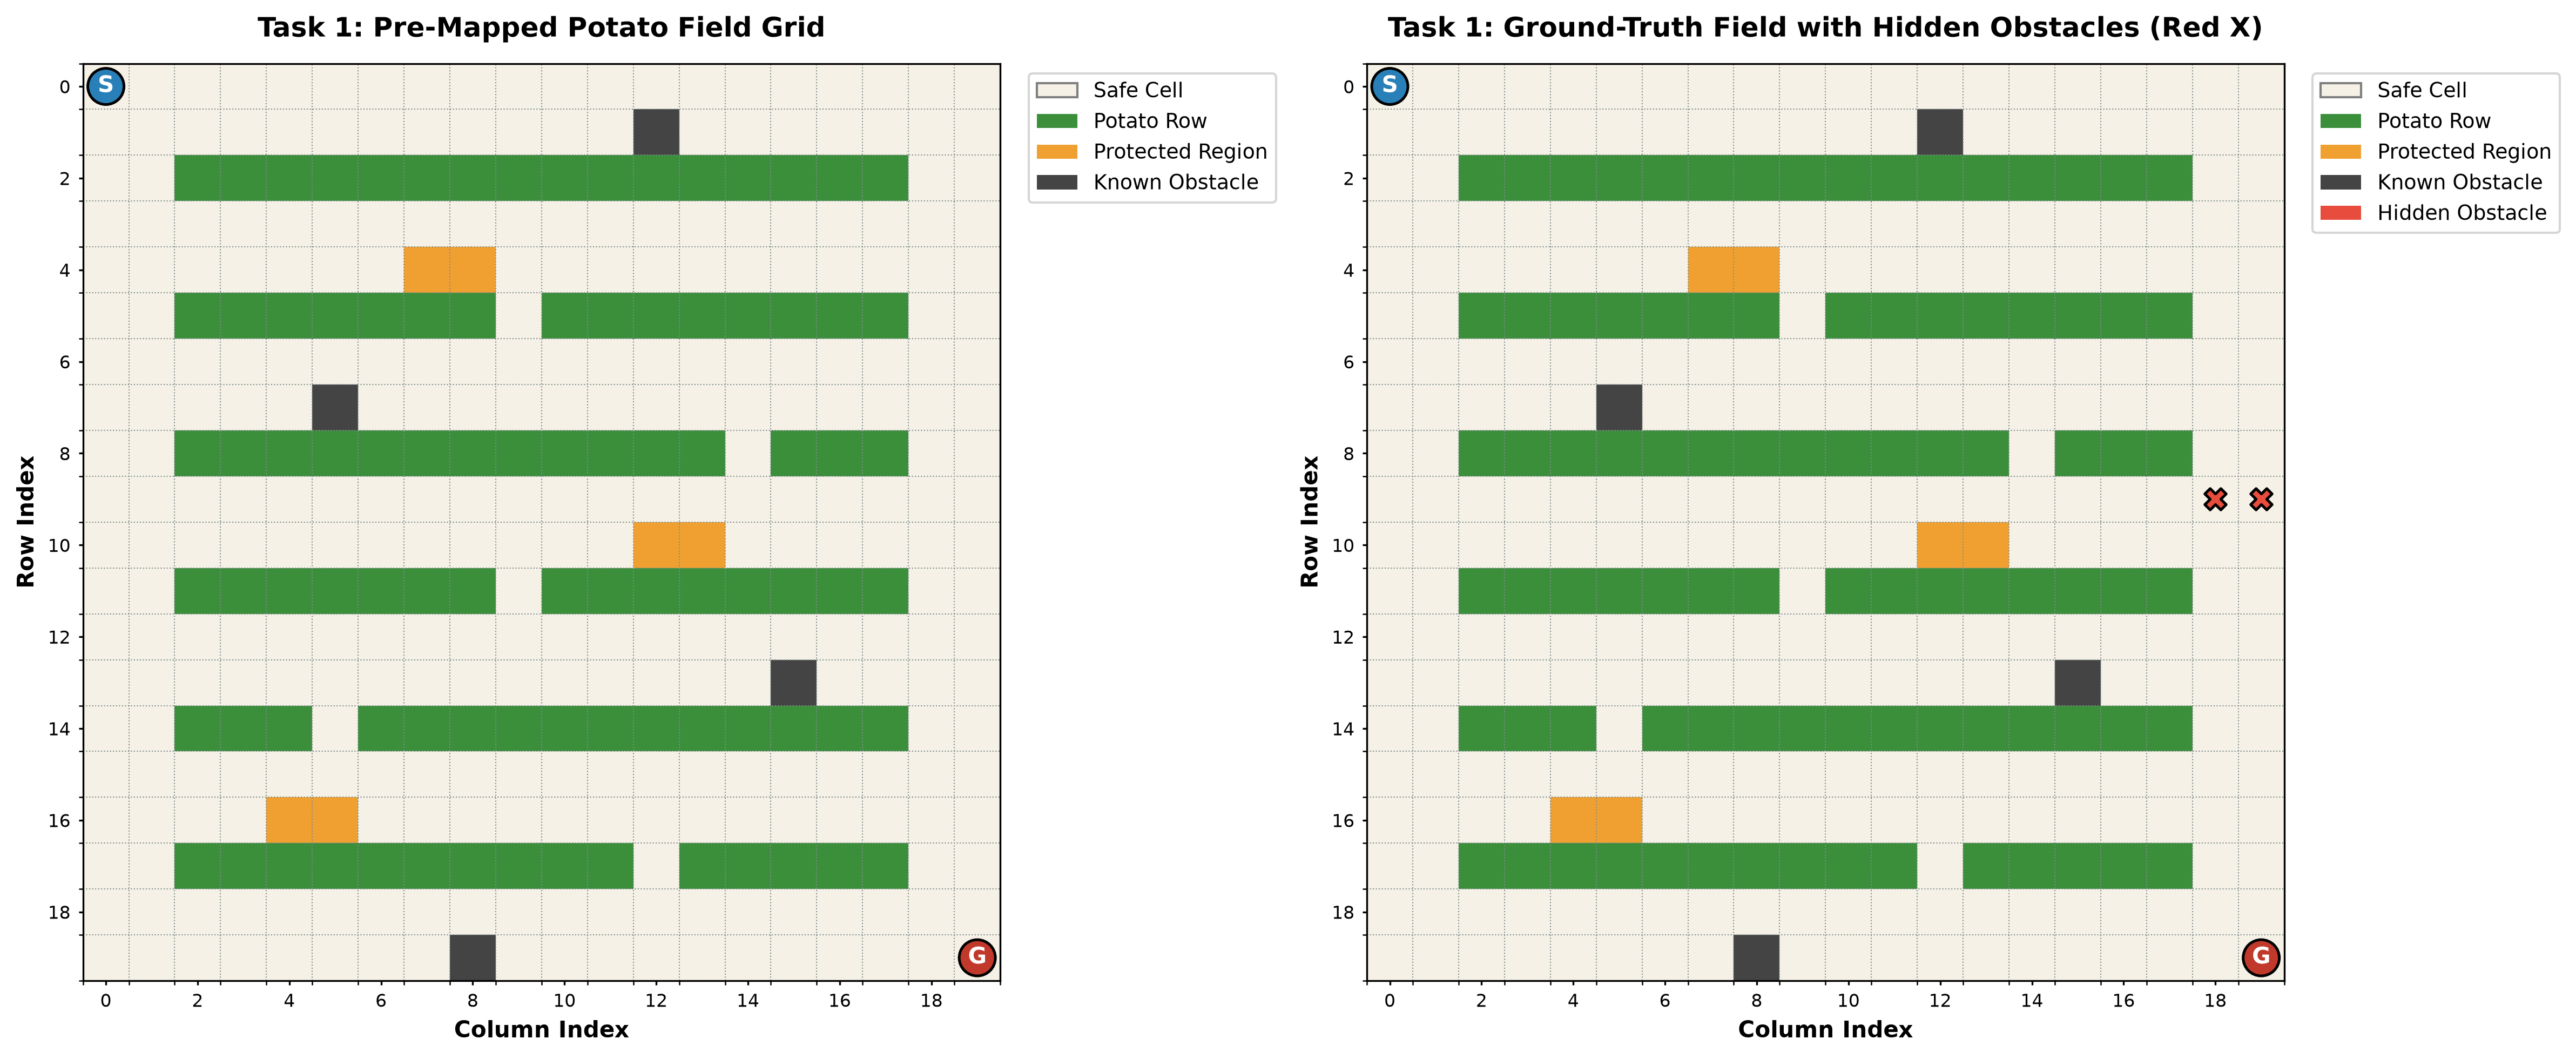 Task 1: Pre-Mapped Potato Field Grid
S
G
0
2
4
6
8
10
12
14
16
18
Row Index
0
2
4
6
8
10
12
14
16
18
Column Index
Safe Cell
Potato Row
Protected Region
Known Obstacle
Task 1: Ground-Truth Field with Hidden Obstacles (Red X)
S
G
0
2
4
6
8
10
12
14
16
18
Row Index
0
2
4
6
8
10
12
14
16
18
Column Index
Safe Cell
Potato Row
Protected Region
Known Obstacle
Hidden Obstacle